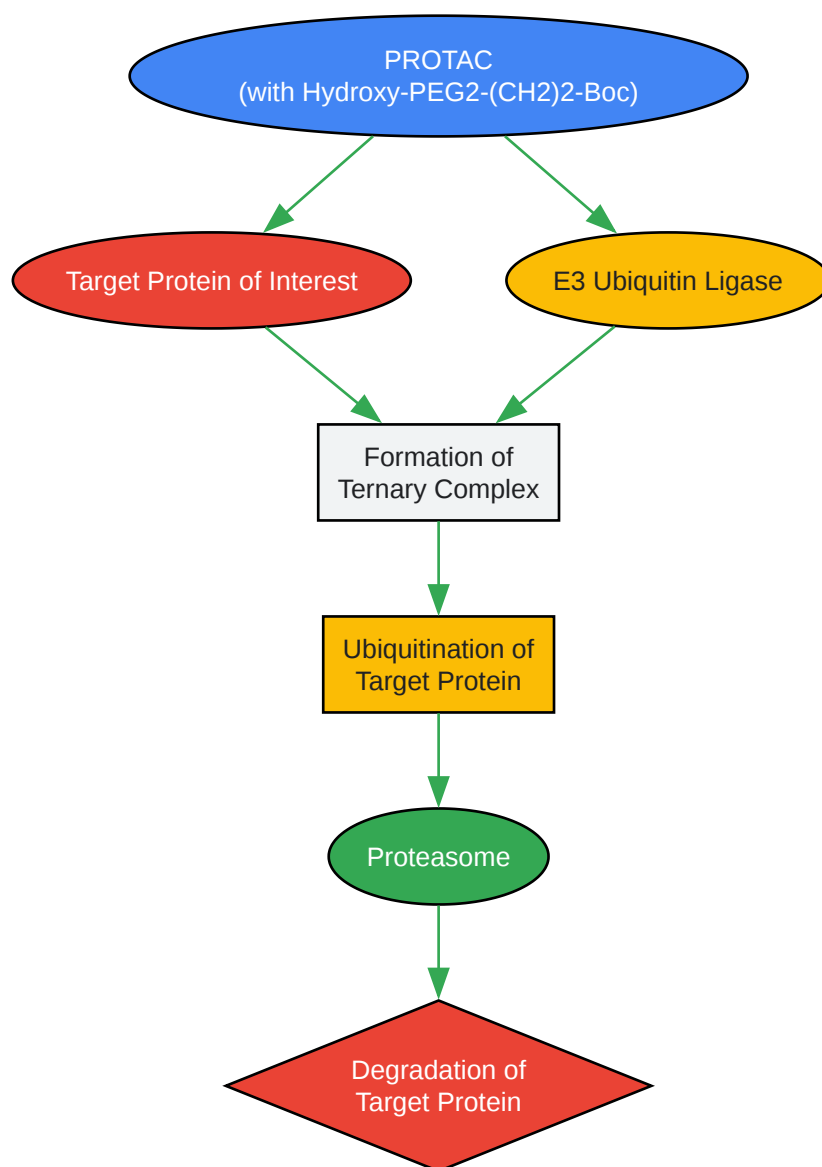 PROTAC
(with Hydroxy-PEG2-(CH2)2-Boc)
Target Protein of Interest
E3 Ubiquitin Ligase
Formation of
Ternary Complex
Ubiquitination of
Target Protein
Proteasome
Degradation of
Target Protein